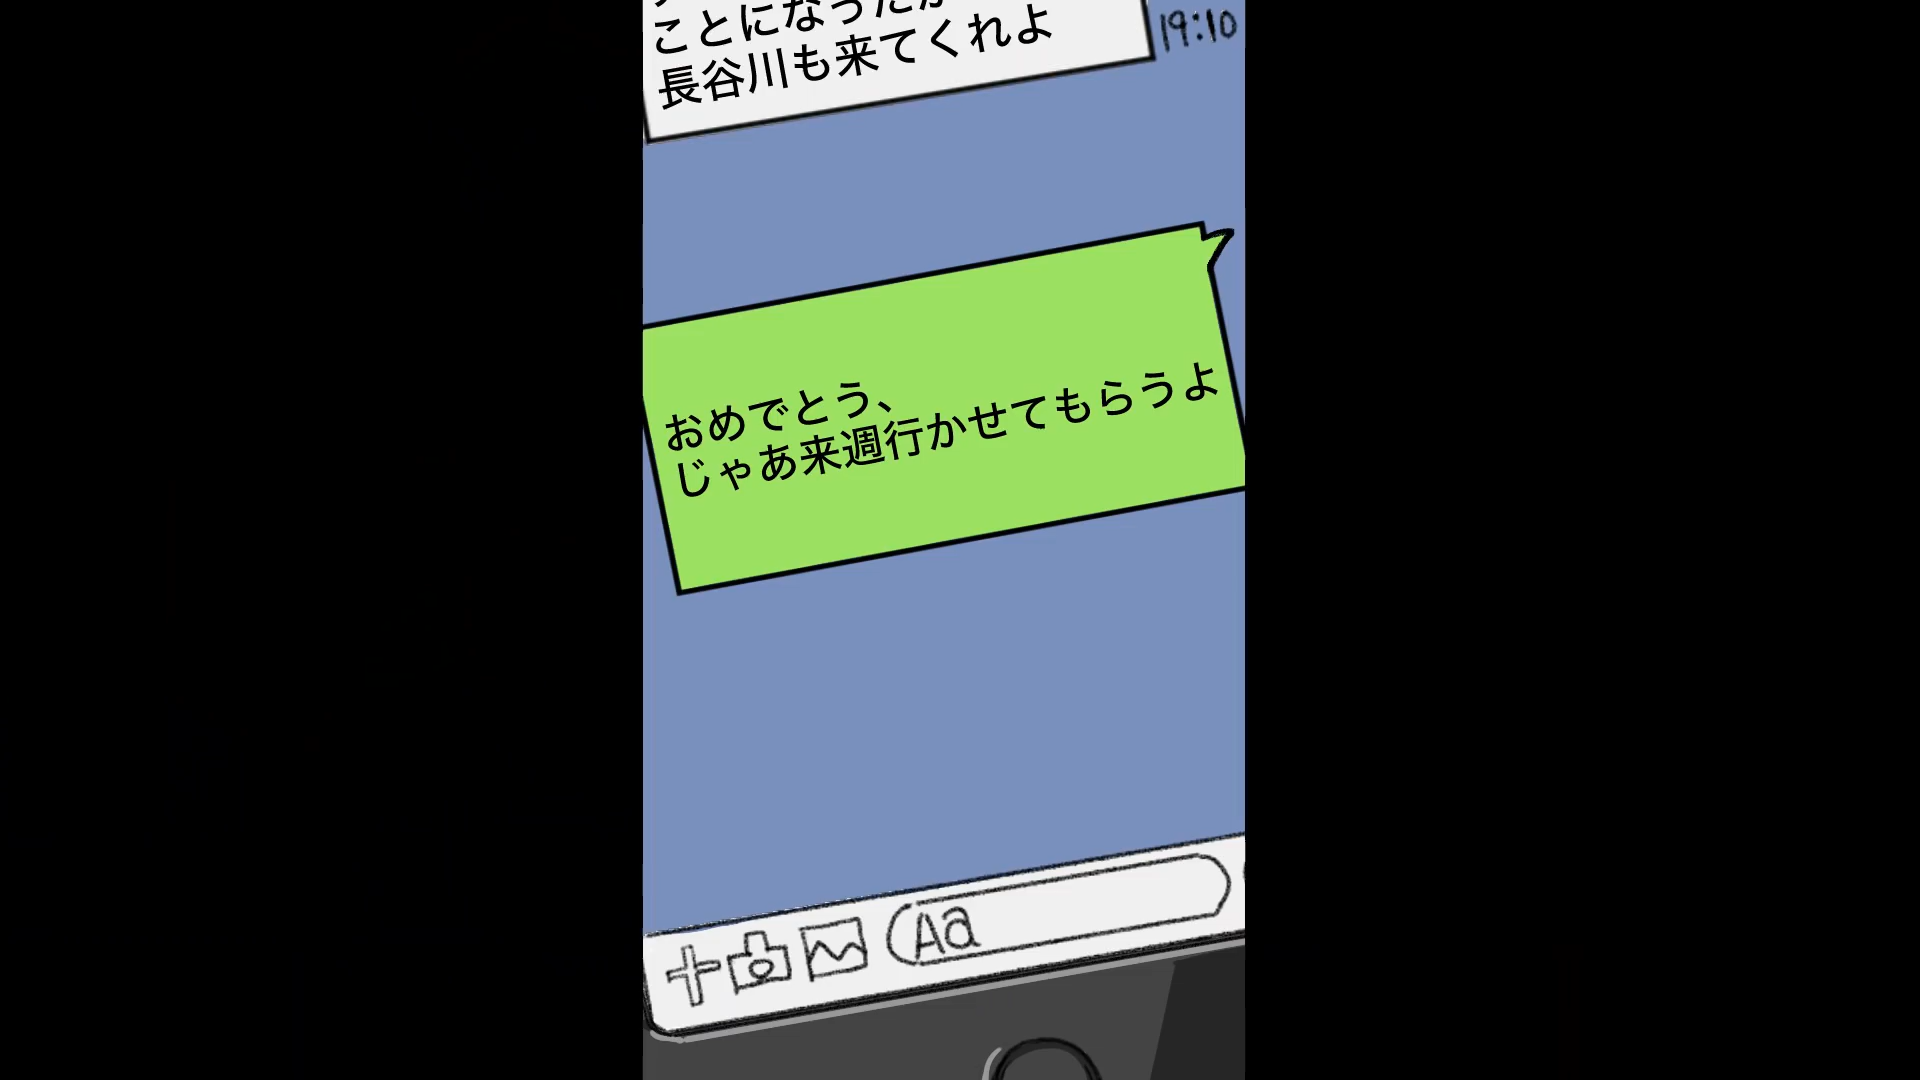 ことになったか
長谷川も来てくれよ
19:10
おめでとう、
じゃあ来週行かせてもらうよ
Aa